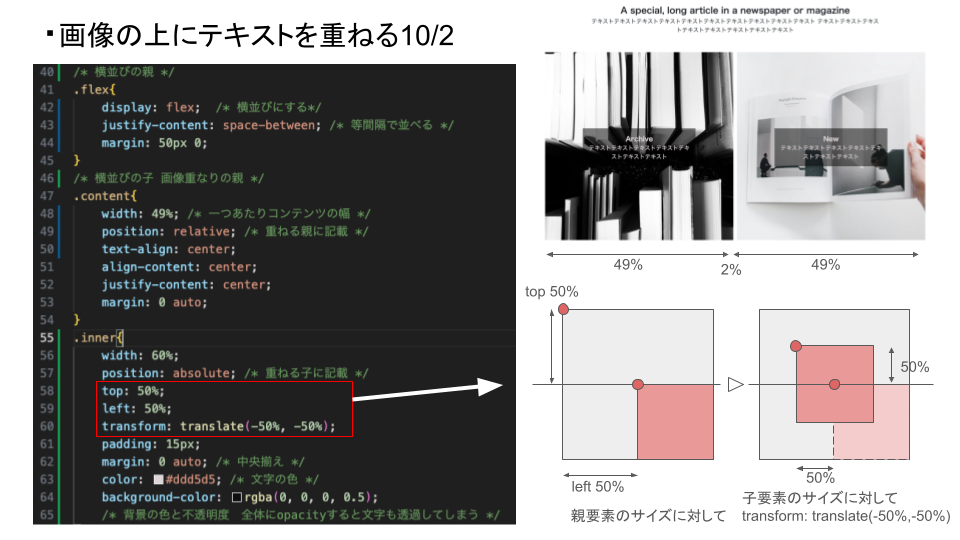 ・画像の上にテキストを重ねる10/2
40 /* 横並びの親 */
41 .flex{
42 display: flex; /* 横並びにする*/
43 justify-content: space-between; /* 等間隔で並べる */
44 margin: 50px 0;
45 }
46 /* 横並びの子 画像重なりの親 */
47 .content{
48 width: 49%; /* 一つあたりコンテンツの幅 */
49 position: relative; /* 重ねる親に記載 */
50 text-align: center;
51 align-content: center;
52 justify-content: center;
53 margin: 0 auto;
54 }
55 .inner{
56 width: 60%;
57 position: absolute; /* 重ねる子に記載 */
58 top: 50%;
59 left: 50%;
60 transform: translate(-50%, -50%);
61 padding: 15px;
62 margin: 0 auto; /* 中央揃え */
63 color: #ddd5d5; /* 文字の色 */
64 background-color: rgba(0, 0, 0, 0.5);
65 /* 背景の色と不透明度　全体にopacityすると文字も透過してしまう */
A special, long article in a newspaper or magazine
テキストテキストテキストテキストテキストテキストテキストテキストテキストテキスト テキストテキストテキス
トテキストテキストテキストテキストテキスト
Archive
テキストテキストテキストテキストテキ
ストテキストテキスト
New
テキストテキストテキストテキストテキ
ストテキストテキスト
49%
2%
49%
top 50%
left 50%
親要素のサイズに対して
50%
50%
子要素のサイズに対して
transform: translate(-50%,-50%)